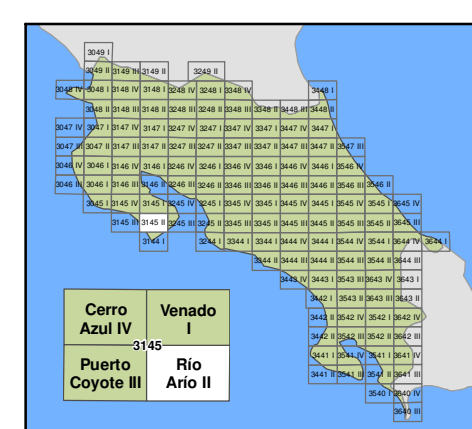 3049 I
3049 II 3149 III 3149 II 3249 II
3048 IV 3048 I 3148 IV 3148 I 3248 IV 3248 I 3348 IV 3448 I
3048 II 3148 III 3148 II 3248 III 3248 II 3348 III 3348 II 3448 III 3448 II
3047 IV 3047 I 3147 IV 3147 I 3247 IV 3247 I 3347 IV 3347 I 3447 IV 3447 I
3047 III 3047 II 3147 III 3147 II 3247 III 3247 II 3347 III 3347 II 3447 III 3447 II 3547 III
3046 IV 3046 I 3146 IV 3146 I 3246 IV 3246 I 3346 IV 3346 I 3446 IV 3446 I 3546 IV
3046 III 3046 II 3146 III 3146 II 3246 III 3246 II 3346 III 3346 II 3446 III 3446 II 3546 III 3546 II
3045 I 3145 IV 3145 I 3245 IV 3245 I 3345 IV 3345 I 3445 IV 3445 I 3545 IV 3545 I 3645 IV
3145 III 3145 II 3245 III 3245 II 3345 III 3345 II 3445 III 3445 II 3545 III 3545 II 3645 III
3144 I 3244 I 3344 IV 3344 I 3444 IV 3444 I 3544 IV 3544 I 3644 IV 3644 I
3344 II 3444 III 3444 II 3544 III 3544 II 3644 III
3443 IV 3443 I 3543 IV 3543 I 3643 IV 3643 I
3442 I 3543 II 3643 III 3643 II
3442 II 3542 IV 3542 I 3642 IV
3442 II 3542 III 3542 II 3642 III
3441 I 3541 IV 3541 I 3641 IV
3441 II 3541 III 3541 II 3641 III
3540 I 3640 IV
3640 III
Cerro
Azul IV
Venado
I
3145
Puerto
Coyote III
Río
Arío II